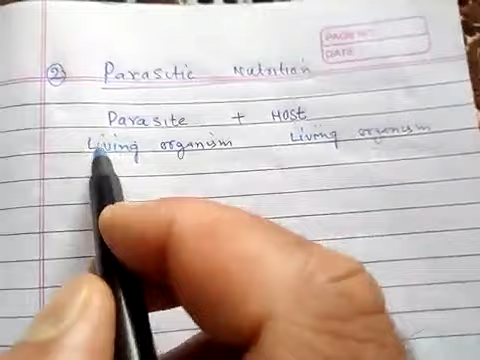 PAGE NO.
DATE
② Parasitic Nutrition
Parasite + Host
Living organism Living organism